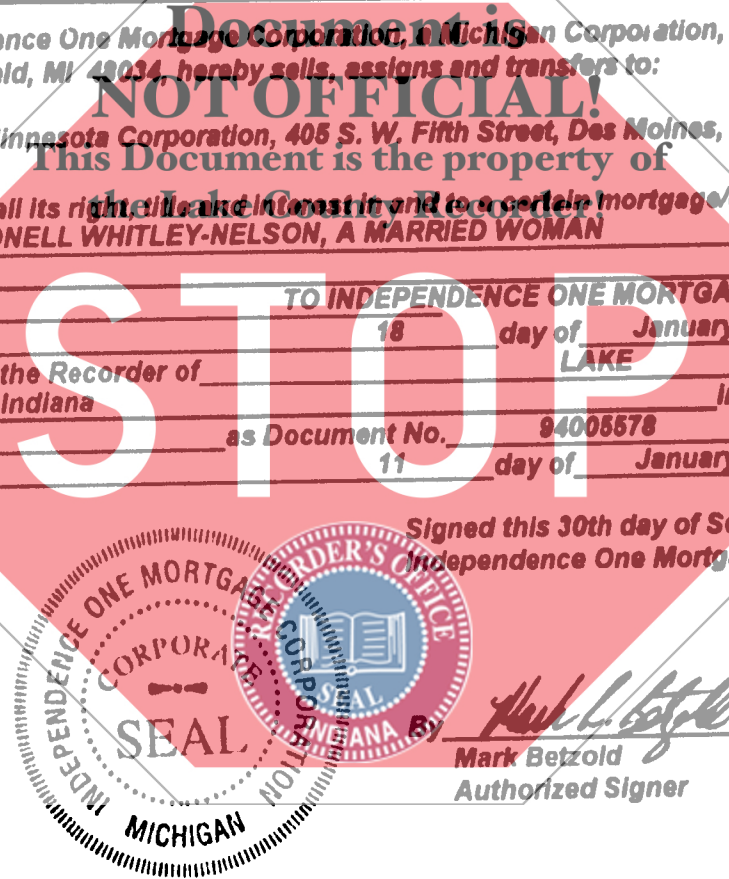 Document is
ence One Mortgage Corporation, a Michigan Corporation,
eld, MI 48034, hereby sells, assigns and transfers to:
NOT OFFICIAL!
innesota Corporation, 405 S. W. Fifth Street, Des Moines,
This Document is the property of
all its right, title and interest in and to a certain mortgage/
the Lake County Recorder!
ONELL WHITLEY-NELSON, A MARRIED WOMAN
TO INDEPENDENCE ONE MORTGA
18 day of January
the Recorder of LAKE
Indiana in
as Document No. 94005578
11 day of January
STOP
Signed this 30th day of Se
Independence One Mortg
INDEPENDENCE ONE MORTGAGE CORPORATION
CORPORATE
SEAL
MICHIGAN
RECORDER'S OFFICE
SEAL
INDIANA
By
Mark Betzold
Authorized Signer